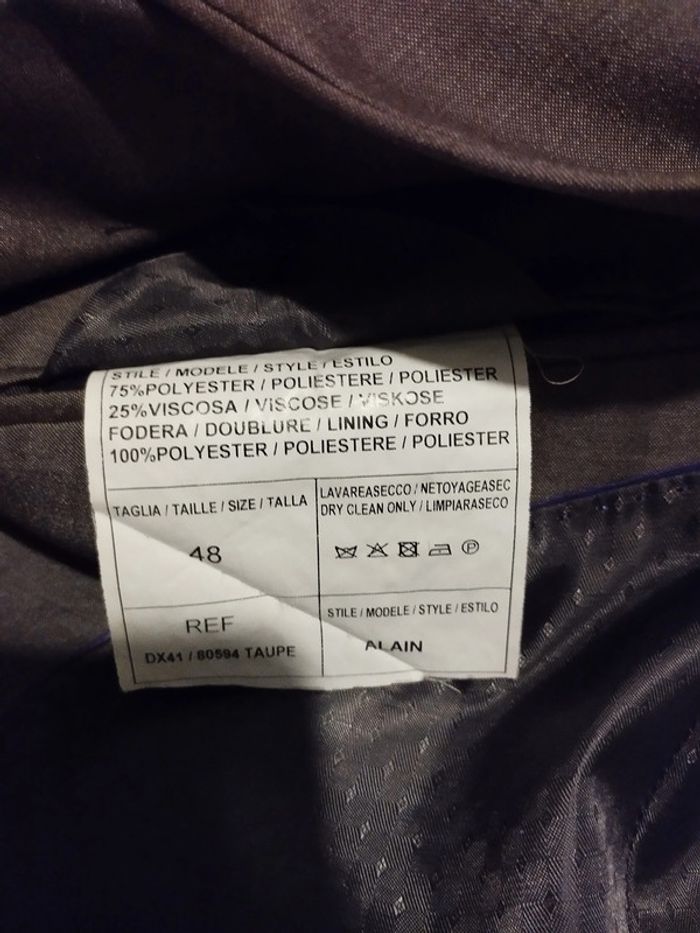 STILE / MODELE / STYLE / ESTILO
75%POLYESTER / POLIESTERE / POLIESTER
25%VISCOSA / VISCOSE / VISKOSE
FODERA / DOUBLURE / LINING / FORRO
100%POLYESTER / POLIESTERE / POLIESTER
TAGLIA / TAILLE / SIZE / TALLA
48
LAVAREASECCO / NETOYAGEASEC
DRY CLEAN ONLY / LIMPIARASECO
P
REF
DX41 / 80594 TAUPE
STILE / MODELE / STYLE / ESTILO
ALAIN